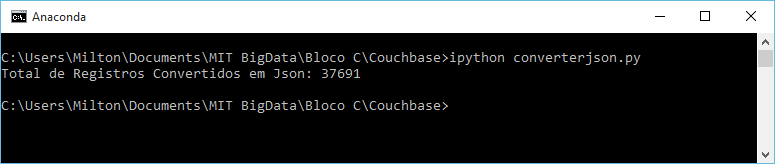 Anaconda
C:\Users\Milton\Documents\MIT BigData\Bloco C\Couchbase>ipython converterjson.py
Total de Registros Convertidos em Json: 37691
C:\Users\Milton\Documents\MIT BigData\Bloco C\Couchbase>